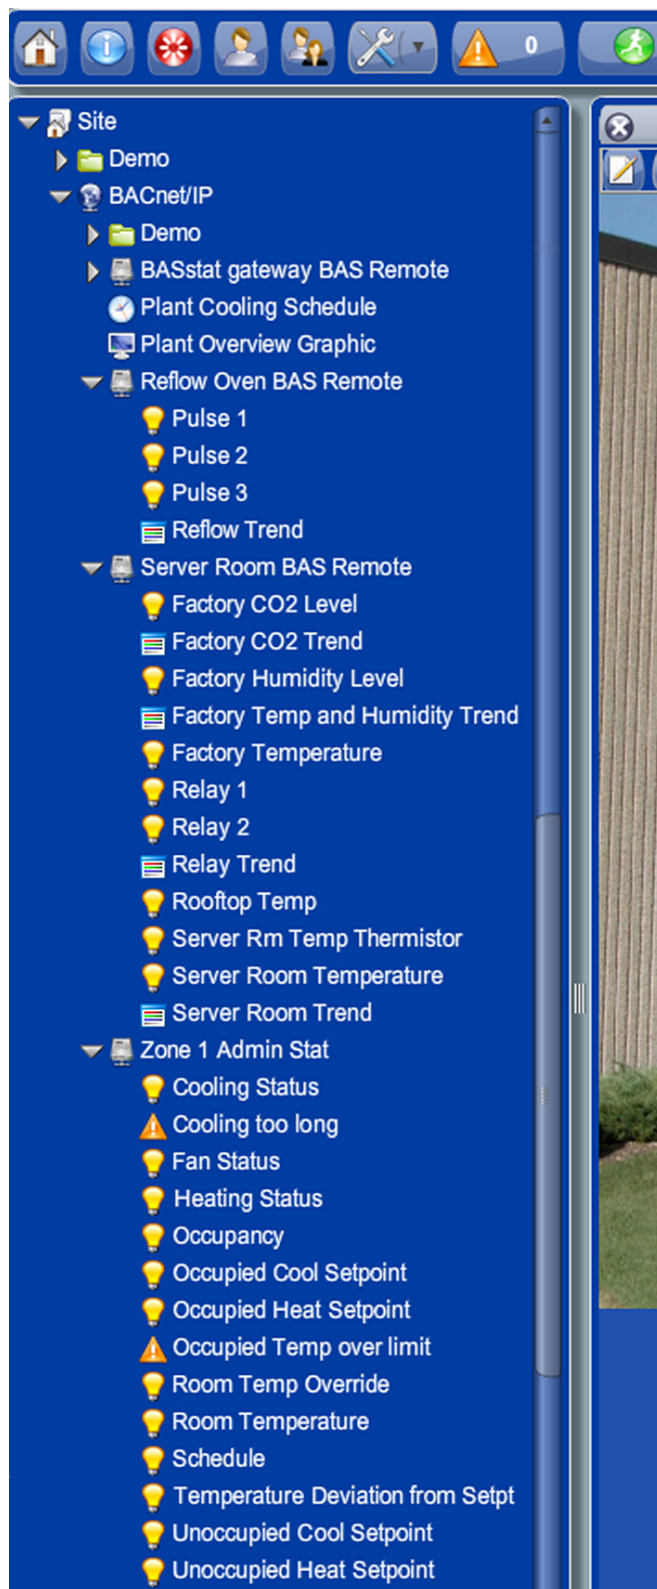 0
Site
Demo
BACnet/IP
Demo
BASstat gateway BAS Remote
Plant Cooling Schedule
Plant Overview Graphic
Reflow Oven BAS Remote
Pulse 1
Pulse 2
Pulse 3
Reflow Trend
Server Room BAS Remote
Factory CO2 Level
Factory CO2 Trend
Factory Humidity Level
Factory Temp and Humidity Trend
Factory Temperature
Relay 1
Relay 2
Relay Trend
Rooftop Temp
Server Rm Temp Thermistor
Server Room Temperature
Server Room Trend
Zone 1 Admin Stat
Cooling Status
Cooling too long
Fan Status
Heating Status
Occupancy
Occupied Cool Setpoint
Occupied Heat Setpoint
Occupied Temp over limit
Room Temp Override
Room Temperature
Schedule
Temperature Deviation from Setpt
Unoccupied Cool Setpoint
Unoccupied Heat Setpoint